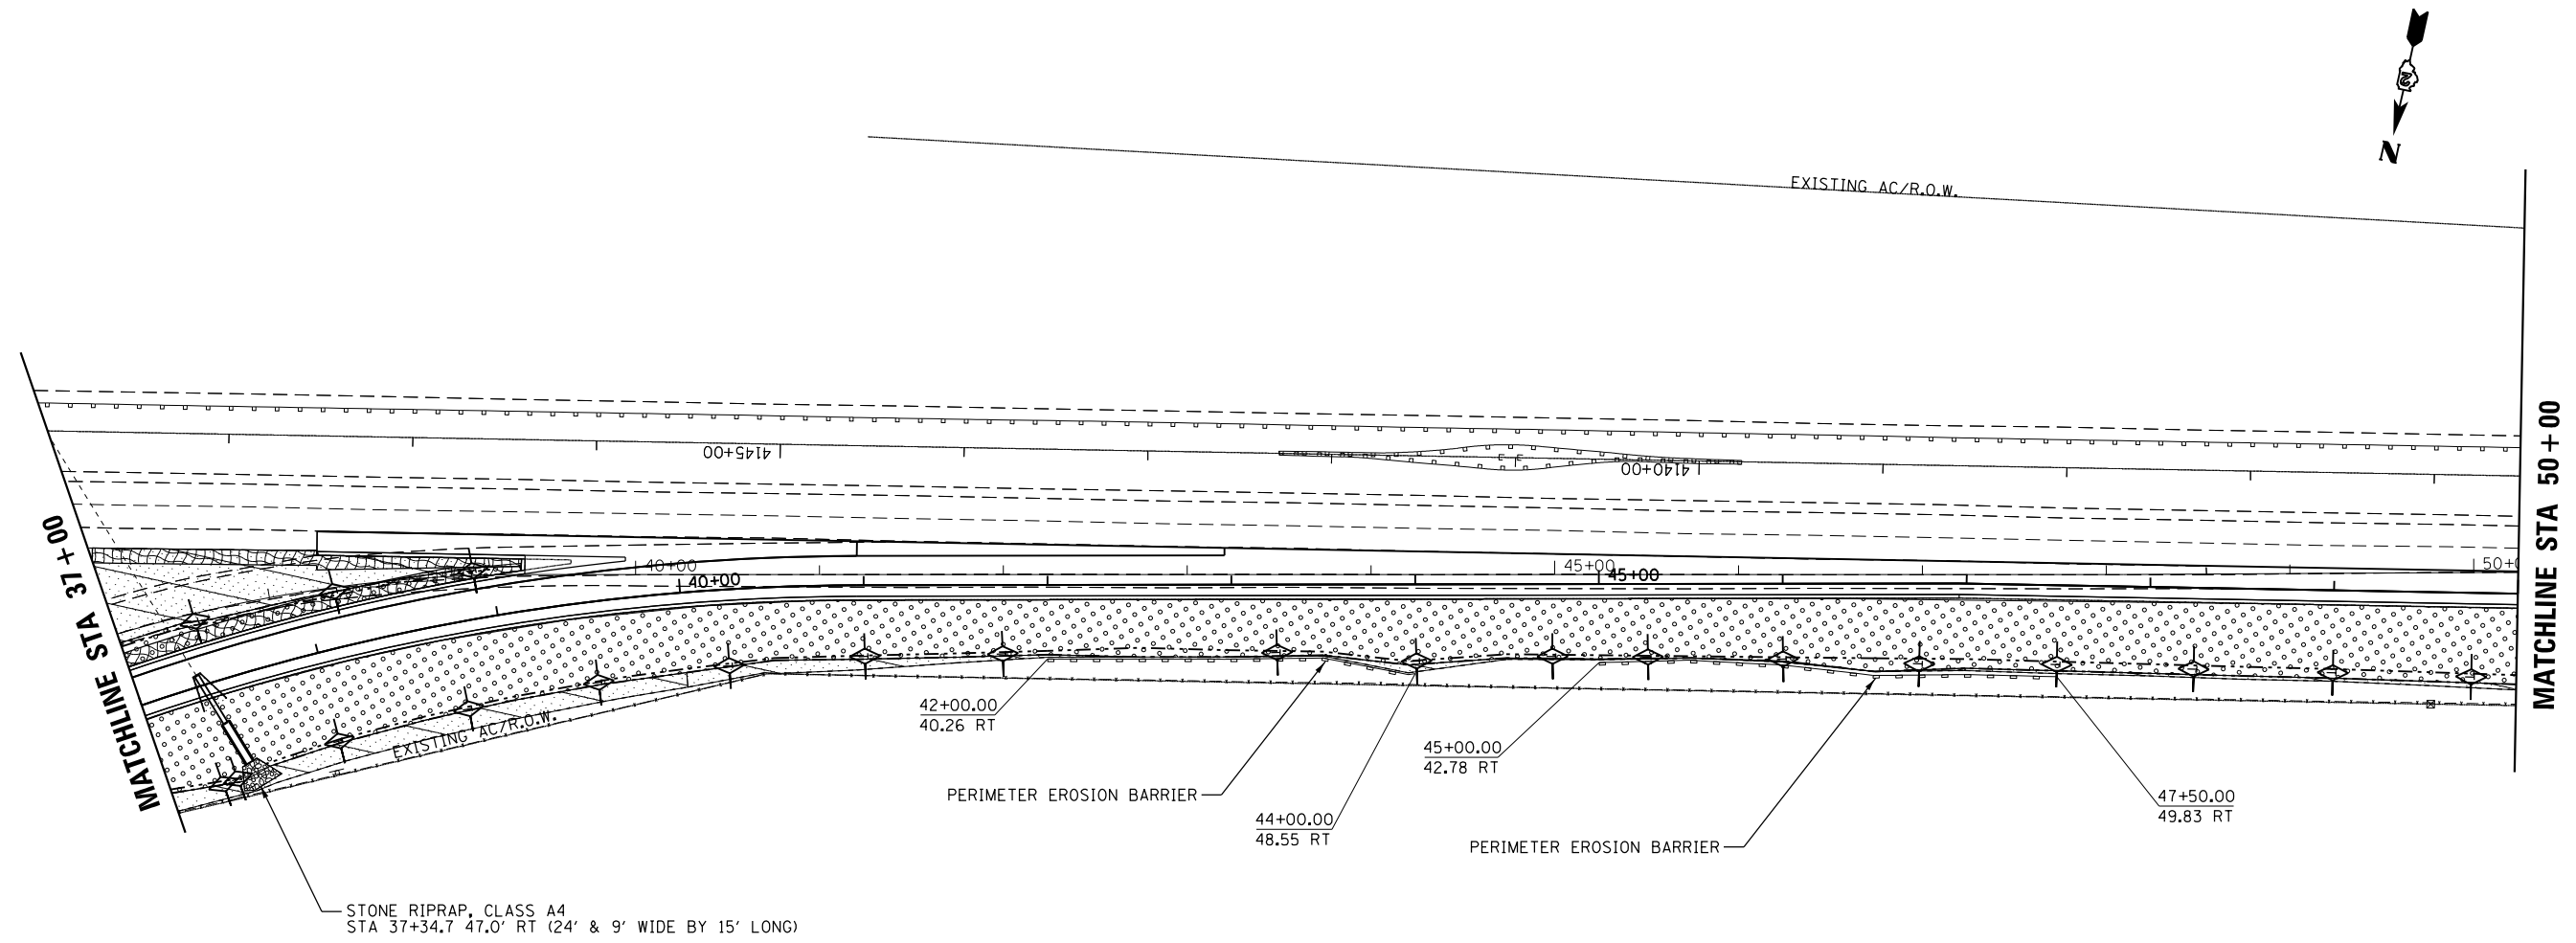 N
EXISTING AC/R.O.W.
MATCHLINE STA 37+00
MATCHLINE STA 50+00
4145+00
4140+00
40+00
40+00
45+00
45+00
50+0
EXISTING AC/R.O.W.
42+00.00
40.26 RT
45+00.00
42.78 RT
PERIMETER EROSION BARRIER
44+00.00
48.55 RT
47+50.00
49.83 RT
PERIMETER EROSION BARRIER
STONE RIPRAP, CLASS A4
STA 37+34.7 47.0' RT (24' & 9' WIDE BY 15' LONG)